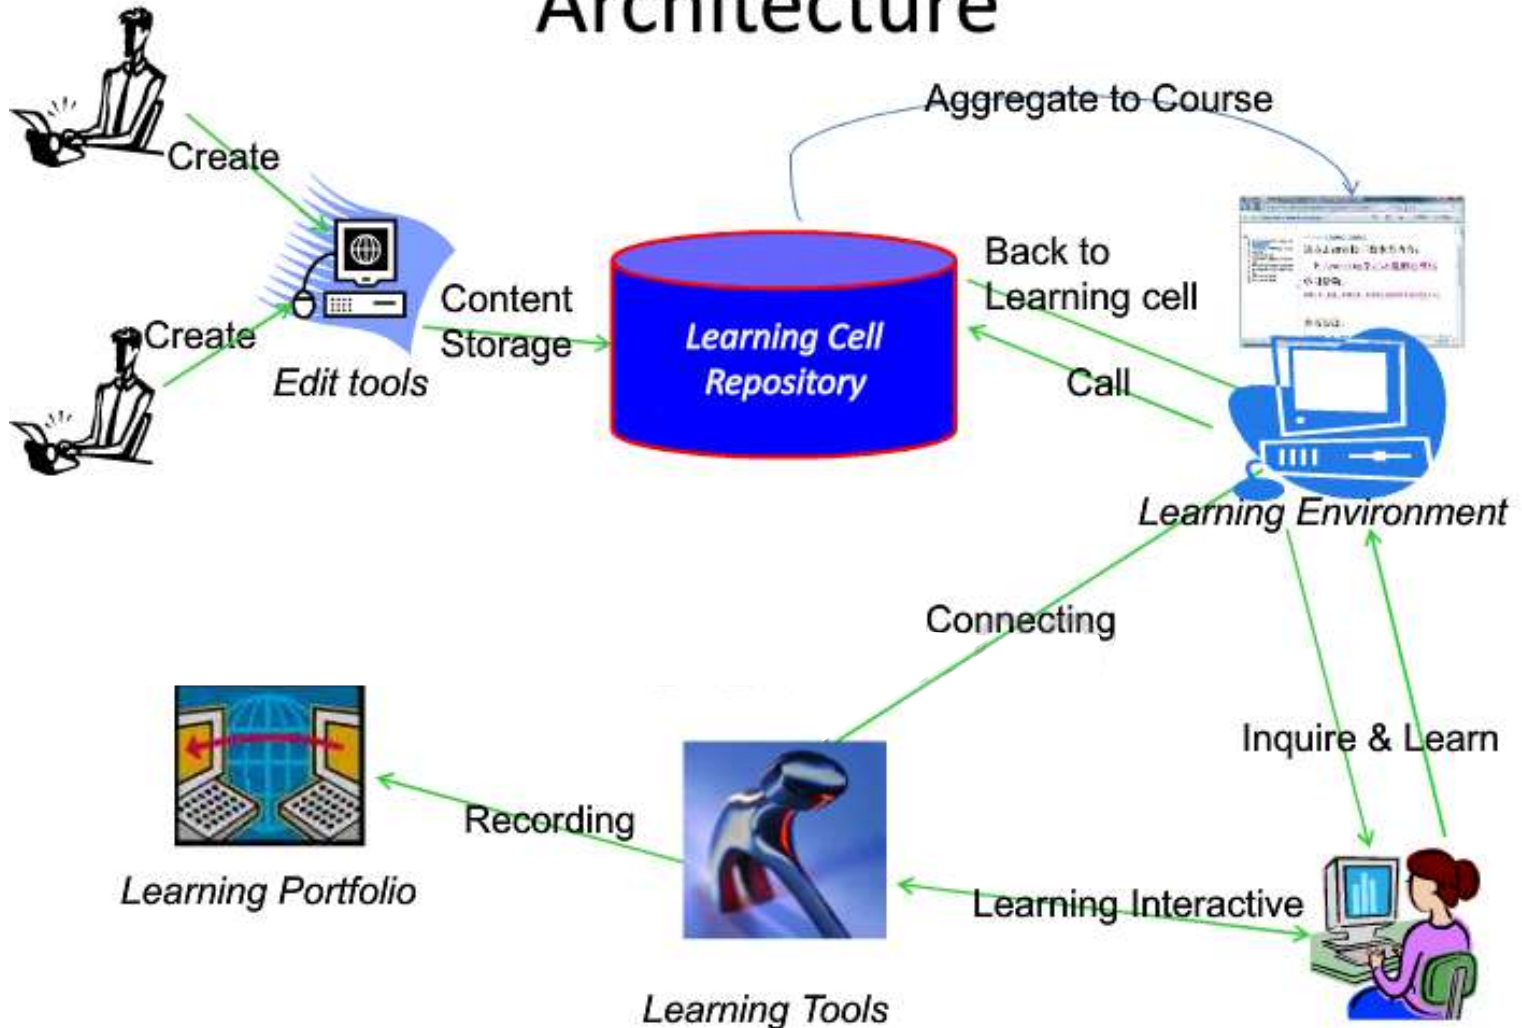 Architecture
Aggregate to Course
Create
Back to
Learning cell
Content
Storage
Create
Learning Cell
Repository
Call
Edit tools
Learning Environment
Connecting
Inquire & Learn
Recording
Learning Portfolio
Learning Interactive
Learning Tools